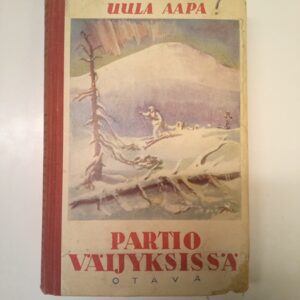 UULA AAPA
PARTIO
VÄIJYKSISSÄ
OTAVA